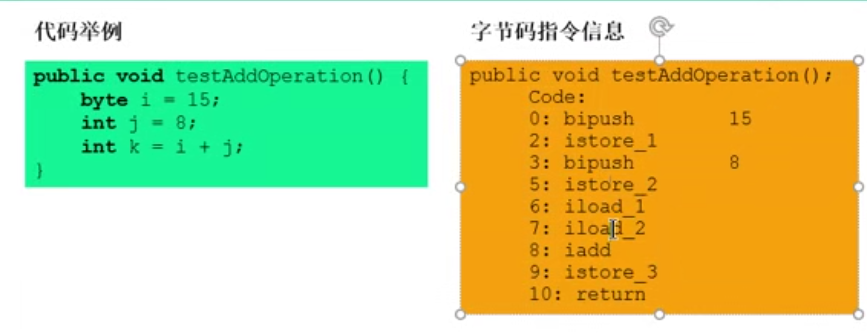 代码举例
public void testAddOperation() {
    byte i = 15;
    int j = 8;
    int k = i + j;
}
字节码指令信息
public void testAddOperation();
Code:
0: bipush 15
2: istore_1
3: bipush 8
5: istore_2
6: iload_1
7: iload_2
8: iadd
9: istore_3
10: return